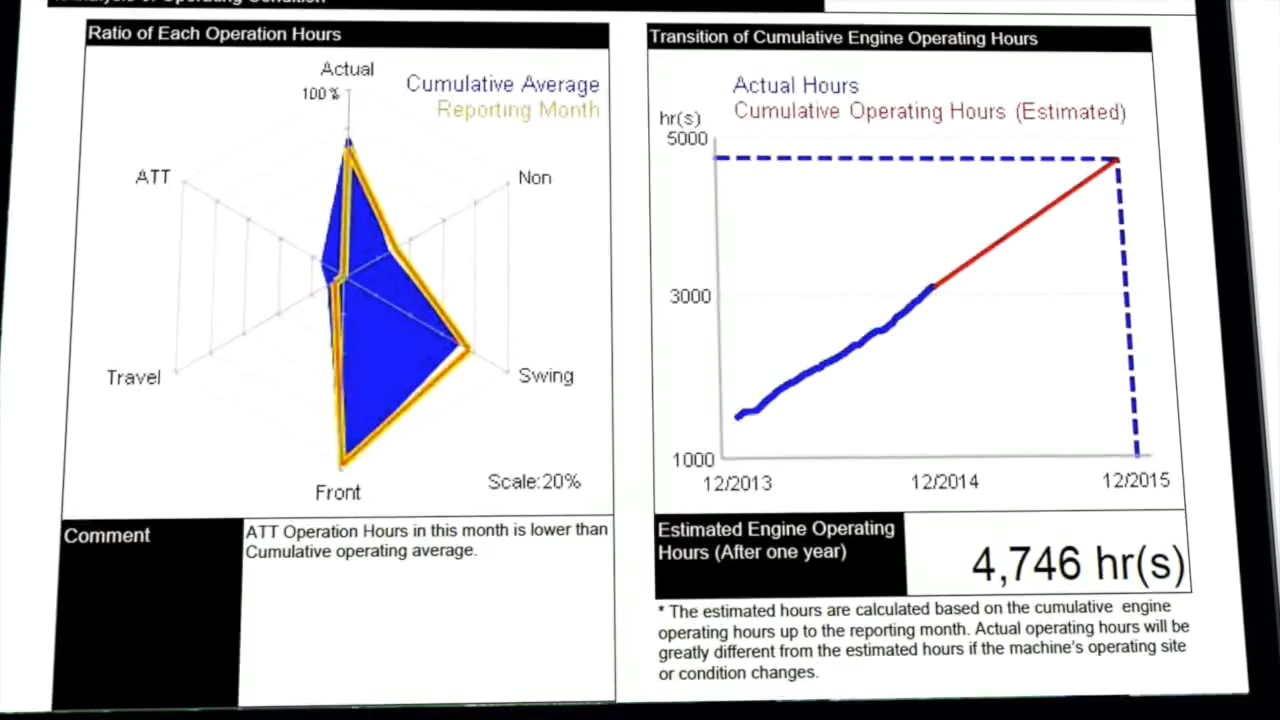 Analysis of Operating Condition
Ratio of Each Operation Hours
Actual
100%
Cumulative Average
Reporting Month
ATT
Non
Travel
Swing
Front
Scale:20%
Comment
ATT Operation Hours in this month is lower than
Cumulative operating average.
Transition of Cumulative Engine Operating Hours
Actual Hours
Cumulative Operating Hours (Estimated)
hr(s)
5000
3000
1000
12/2013
12/2014
12/2015
Estimated Engine Operating
Hours (After one year)
4,746 hr(s)
* The estimated hours are calculated based on the cumulative engine
operating hours up to the reporting month. Actual operating hours will be
greatly different from the estimated hours if the machine's operating site
or condition changes.